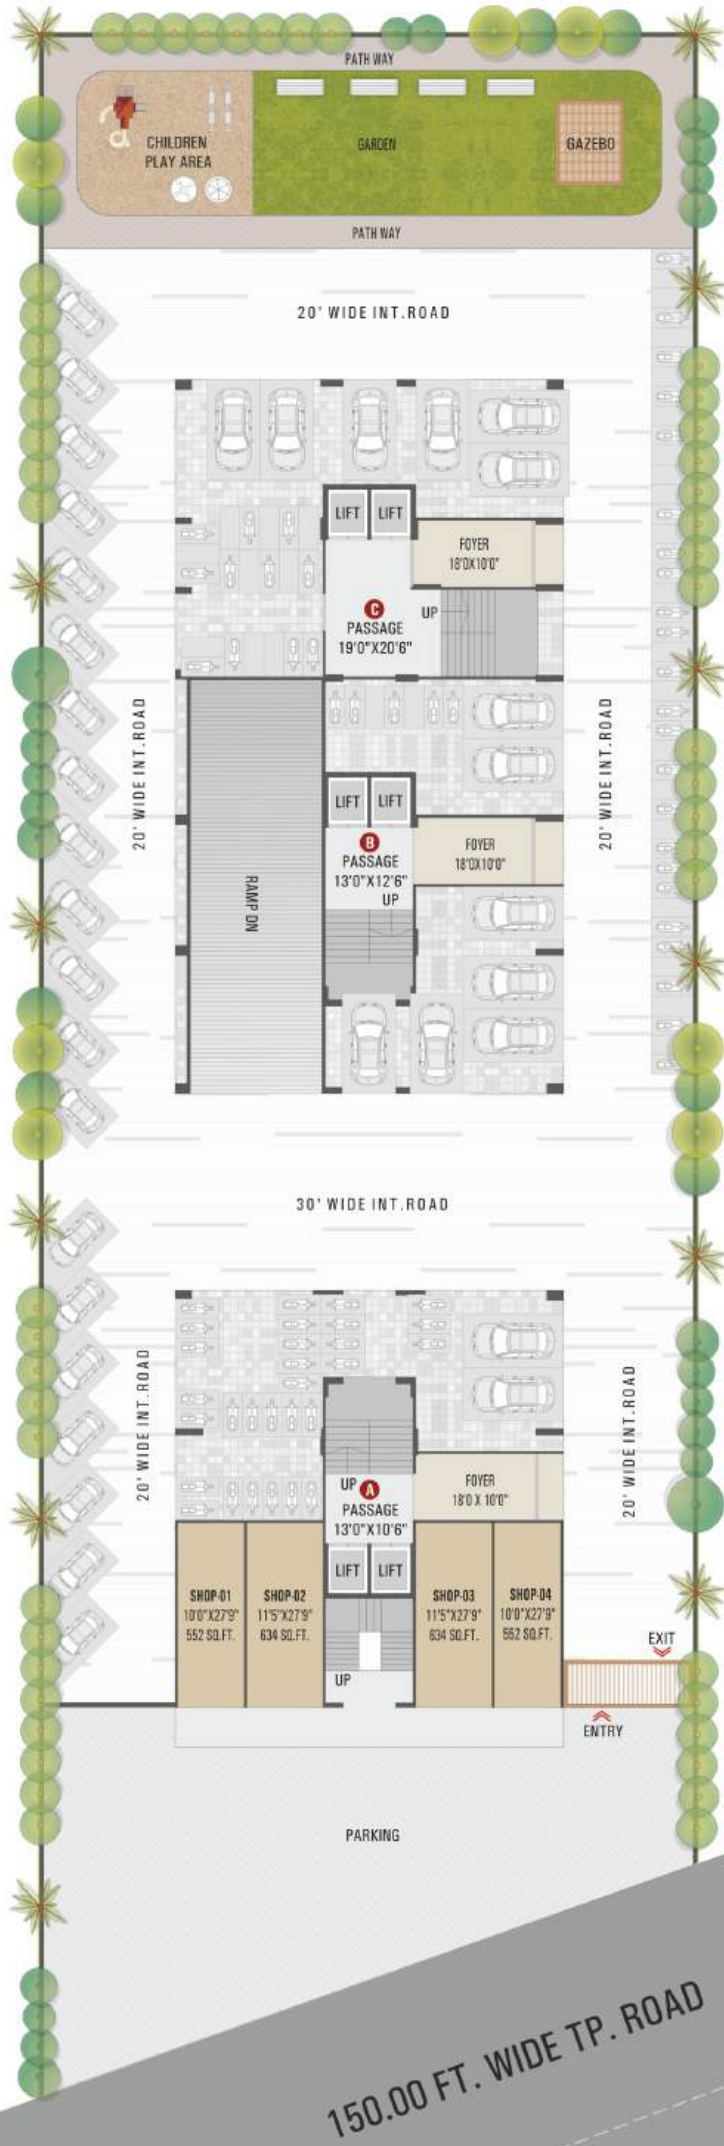 PATH WAY
CHILDREN
PLAY AREA
GARDEN
GAZEBO
PATH WAY
20' WIDE INT.ROAD
LIFT
LIFT
FOYER
18'0X10'0"
C
UP
PASSAGE
19'0"X20'6"
20' WIDE INT.ROAD
20' WIDE INT.ROAD
LIFT
LIFT
B
PASSAGE
13'0"X12'6"
UP
FOYER
18'0X10'0"
RAMP DN
30' WIDE INT.ROAD
20' WIDE INT.ROAD
20' WIDE INT.ROAD
UP
A
PASSAGE
13'0"X10'6"
FOYER
18'0 X 10'0"
LIFT
LIFT
SHOP-01
10'0"X27'9"
552 SQ.FT.
SHOP-02
11'5"X27'9"
634 SQ.FT.
SHOP-03
11'5"X27'9"
634 SQ.FT.
SHOP-04
10'0"X27'9"
552 SQ.FT.
UP
EXIT
ENTRY
PARKING
150.00 FT. WIDE TP. ROAD